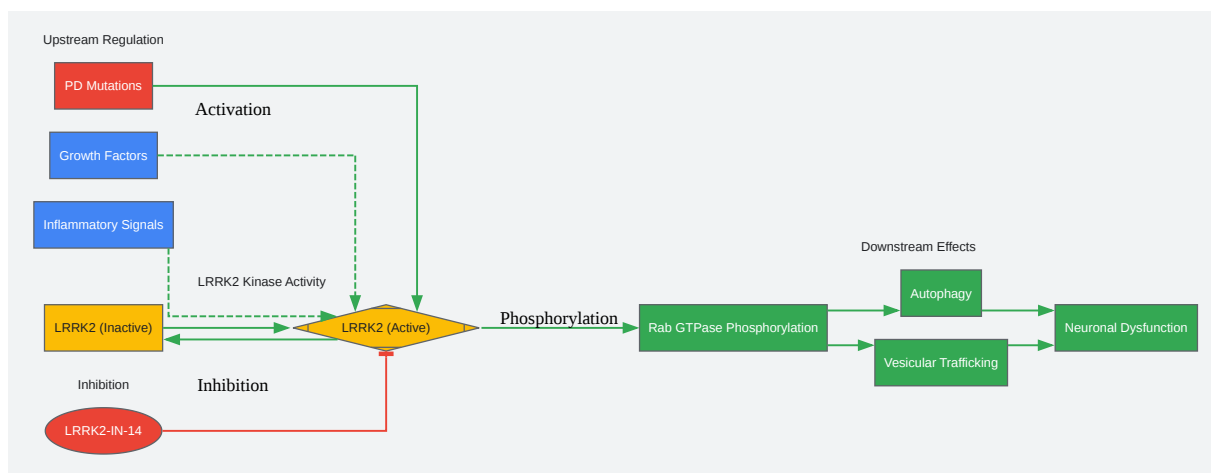 Upstream Regulation
PD Mutations
Activation
Growth Factors
Inflammatory Signals
Downstream Effects
LRRK2 Kinase Activity
Autophagy
LRRK2 (Inactive)
LRRK2 (Active)
Phosphorylation
Rab GTPase Phosphorylation
Neuronal Dysfunction
Vesicular Trafficking
Inhibition
Inhibition
LRRK2-IN-14